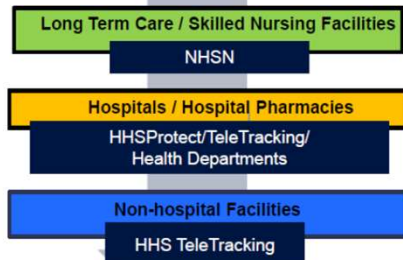 Long Term Care / Skilled Nursing Facilities
NHSN
Hospitals / Hospital Pharmacies
HHSProtect/TeleTracking/
Health Departments
Non-hospital Facilities
HHS TeleTracking